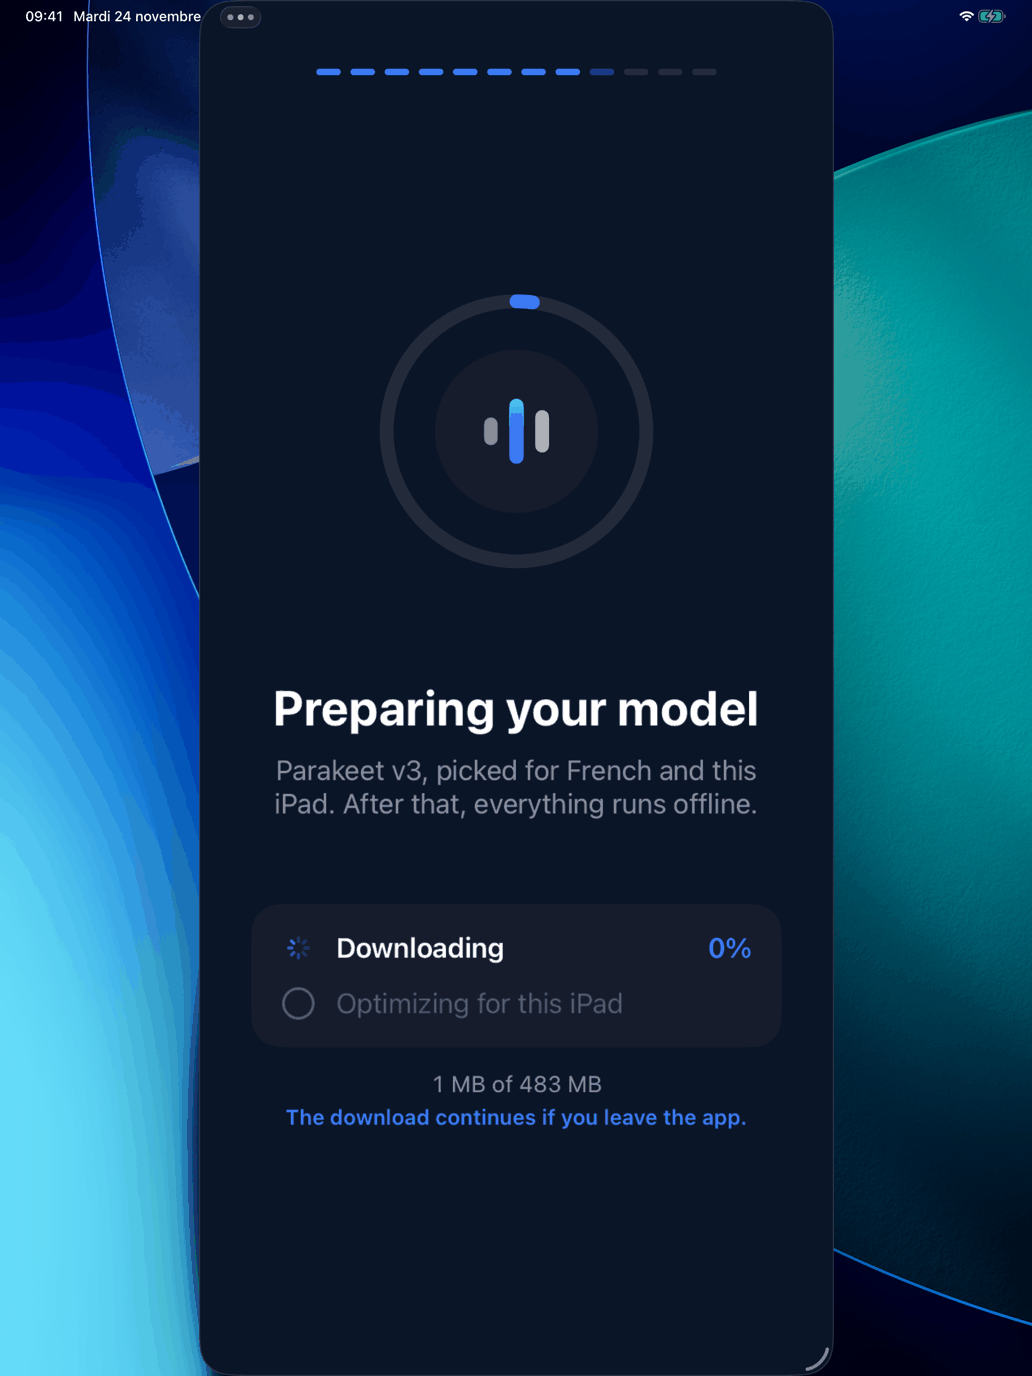 09:41 Mardi 24 novembre
Preparing your model
Parakeet v3, picked for French and this
iPad. After that, everything runs offline.
Downloading 0%
Optimizing for this iPad
1 MB of 483 MB
The download continues if you leave the app.